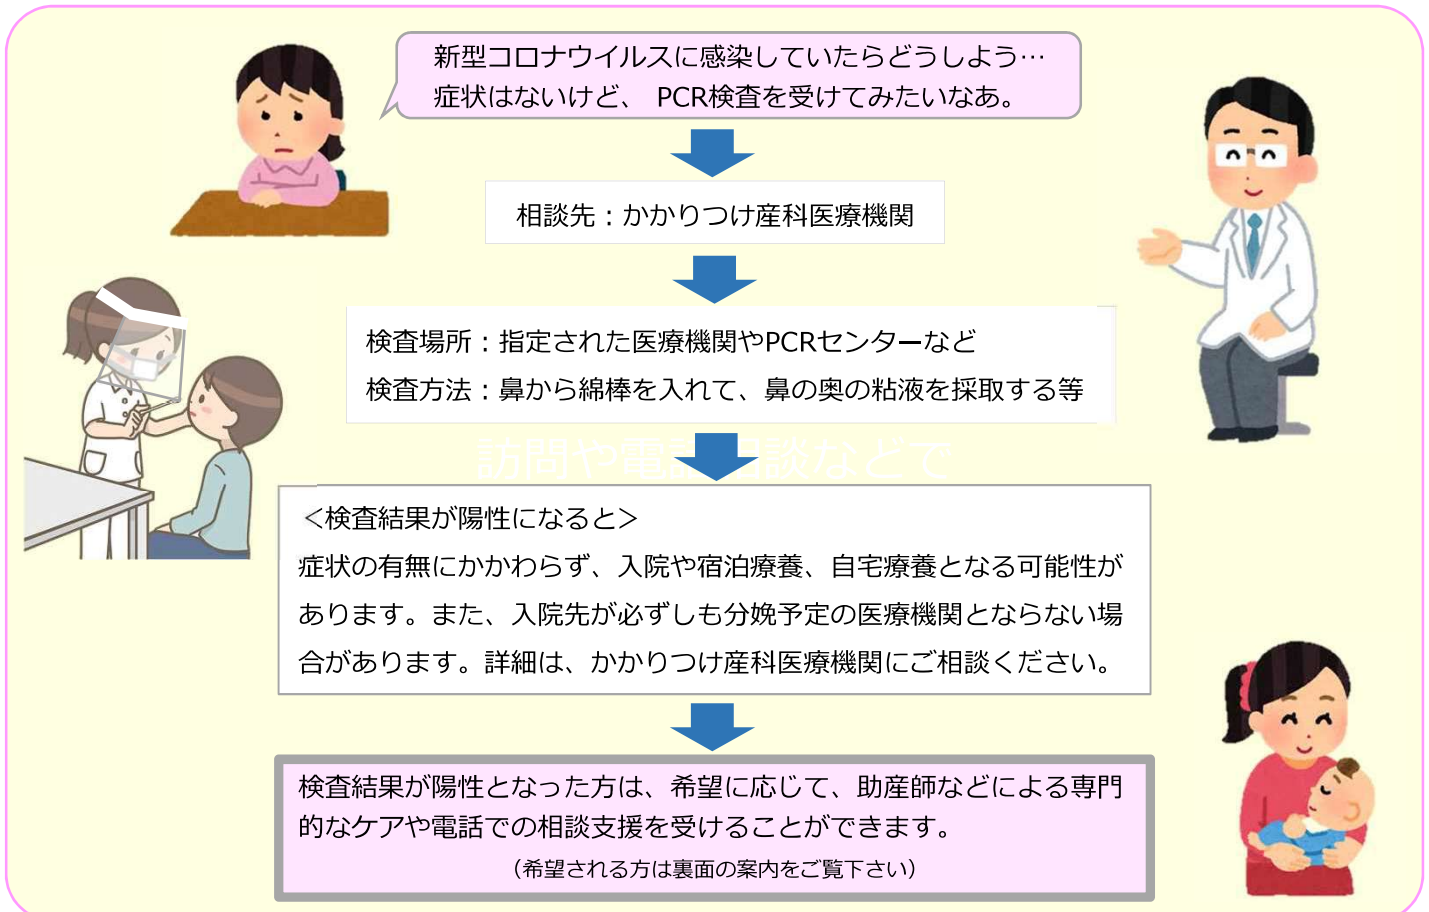 新型コロナウイルスに感染していたらどうしよう…
症状はないけど、 PCR検査を受けてみたいなあ。
相談先：かかりつけ産科医療機関
検査場所：指定された医療機関やPCRセンターなど
検査方法：鼻から綿棒を入れて、鼻の奥の粘液を採取する等
訪問や電話相談などで
＜検査結果が陽性になると＞
症状の有無にかかわらず、入院や宿泊療養、自宅療養となる可能性が
あります。また、入院先が必ずしも分娩予定の医療機関とならない場
合があります。詳細は、かかりつけ産科医療機関にご相談ください。
検査結果が陽性となった方は、希望に応じて、助産師などによる専門
的なケアや電話での相談支援を受けることができます。
（希望される方は裏面の案内をご覧下さい）